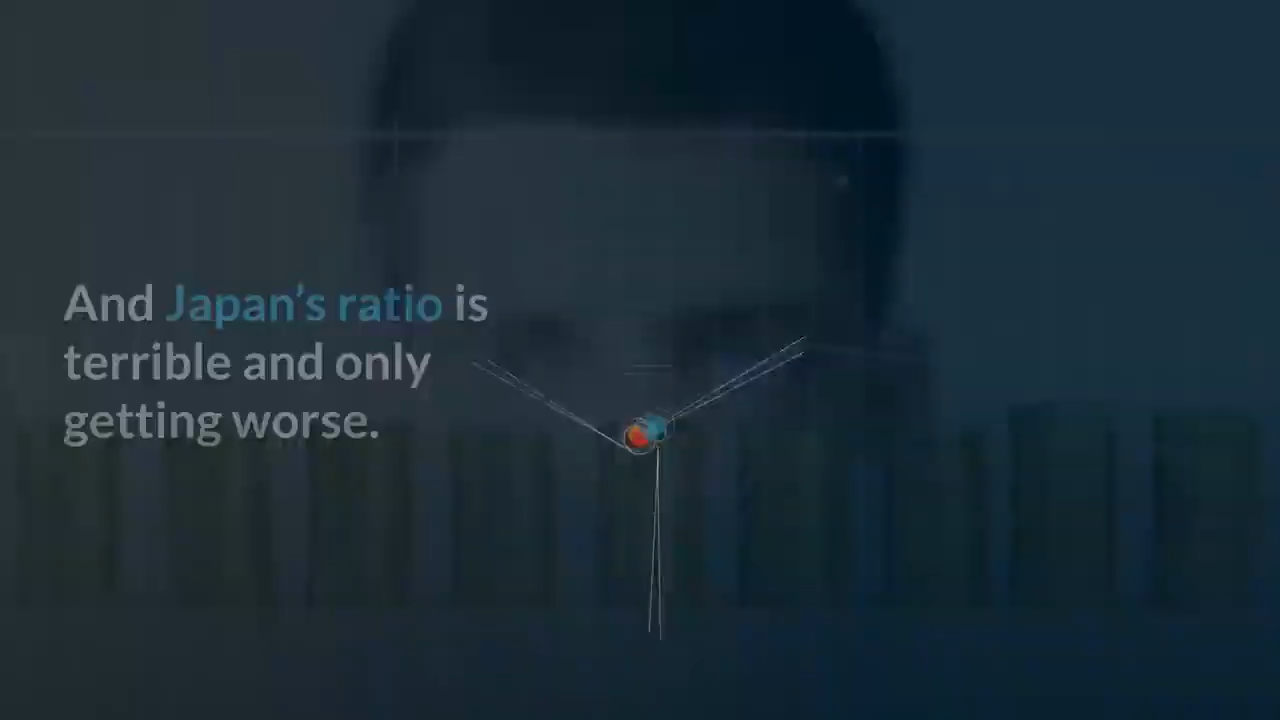 And Japan's ratio is
terrible and only
getting worse.